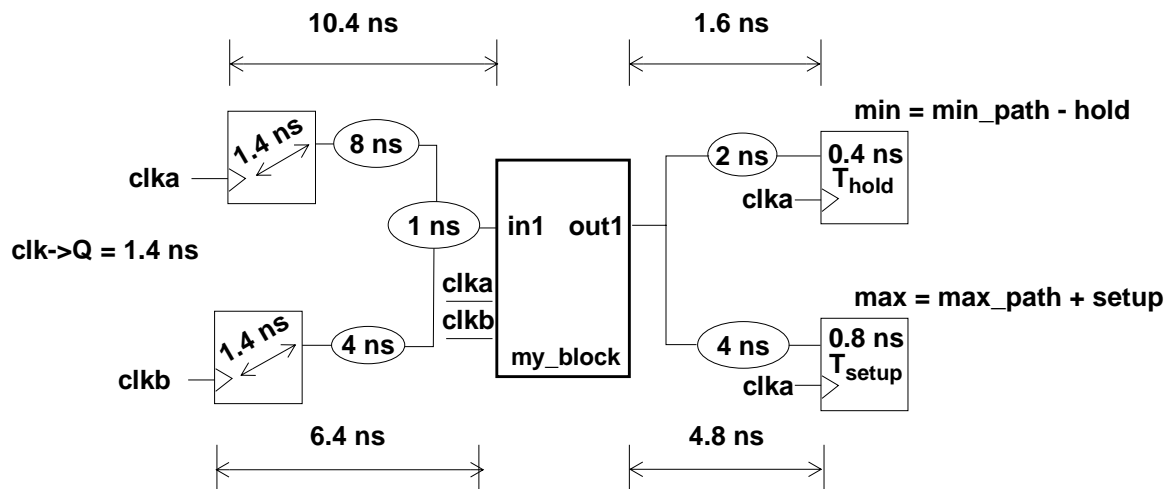 10.4 ns
1.6 ns
min = min_path - hold
1.4 ns
8 ns
2 ns
0.4 ns
Thold
clka
clka
1 ns
in1
out1
clk->Q = 1.4 ns
clka
clkb
max = max_path + setup
1.4 ns
4 ns
my_block
4 ns
0.8 ns
Tsetup
clkb
clka
6.4 ns
4.8 ns